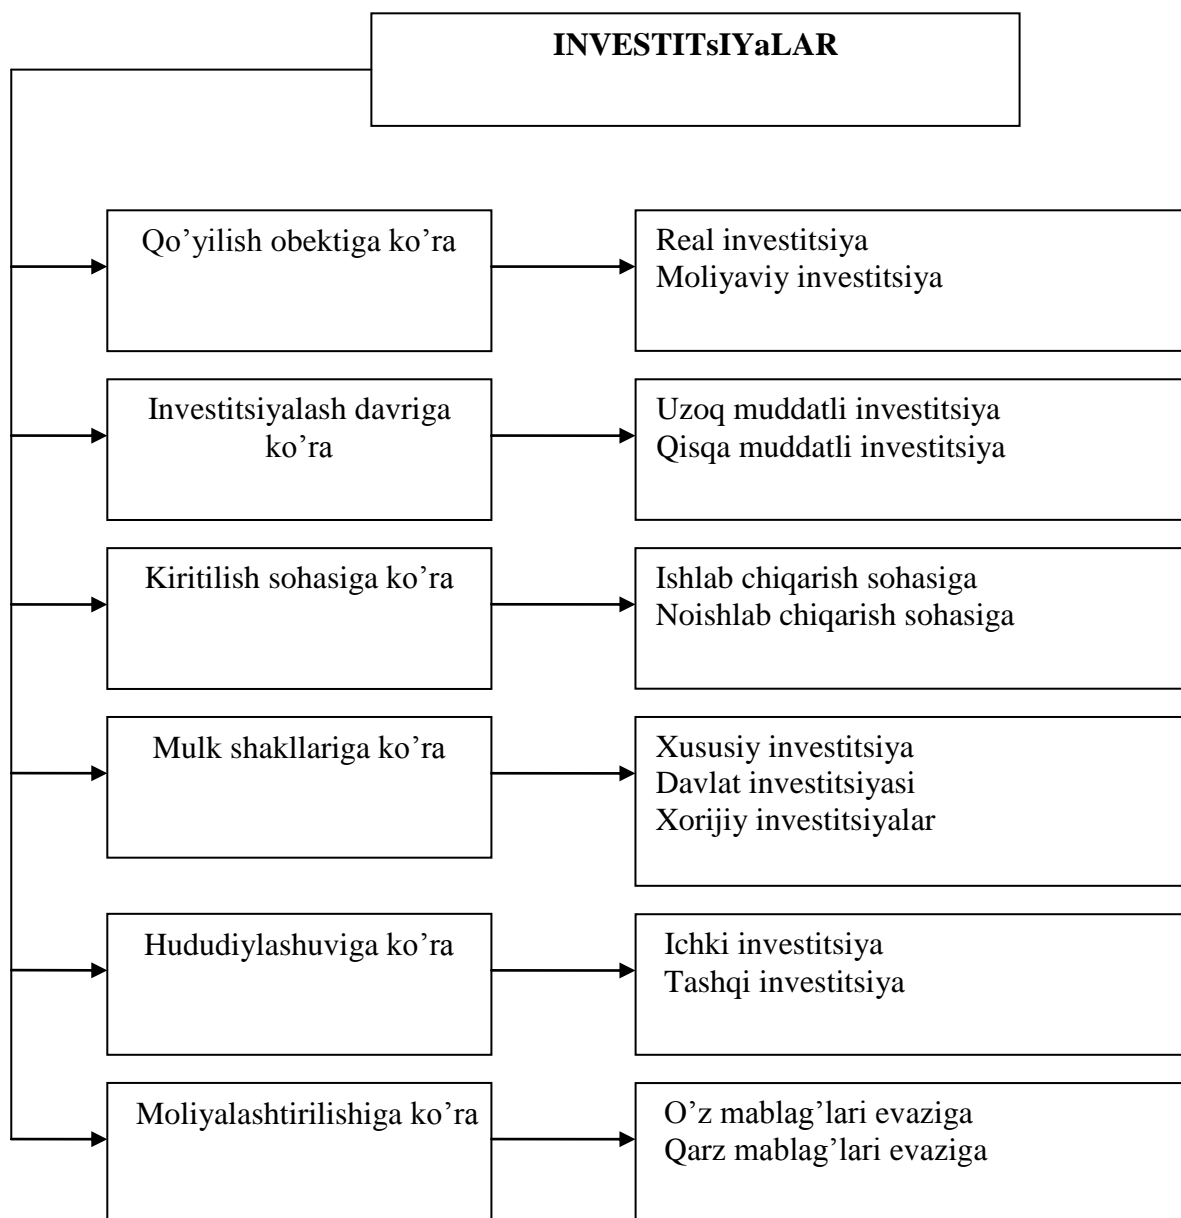 INVESTITsIYaLAR
Qo’yilish obektiga ko’ra
Real investitsiya
Moliyaviy investitsiya
Investitsiyalash davriga
ko’ra
Uzoq muddatli investitsiya
Qisqa muddatli investitsiya
Kiritilish sohasiga ko’ra
Ishlab chiqarish sohasiga
Noishlab chiqarish sohasiga
Mulk shakllariga ko’ra
Xususiy investitsiya
Davlat investitsiyasi
Xorijiy investitsiyalar
Hududiylashuviga ko’ra
Ichki investitsiya
Tashqi investitsiya
Moliyalashtirilishiga ko’ra
O’z mablag’lari evaziga
Qarz mablag’lari evaziga